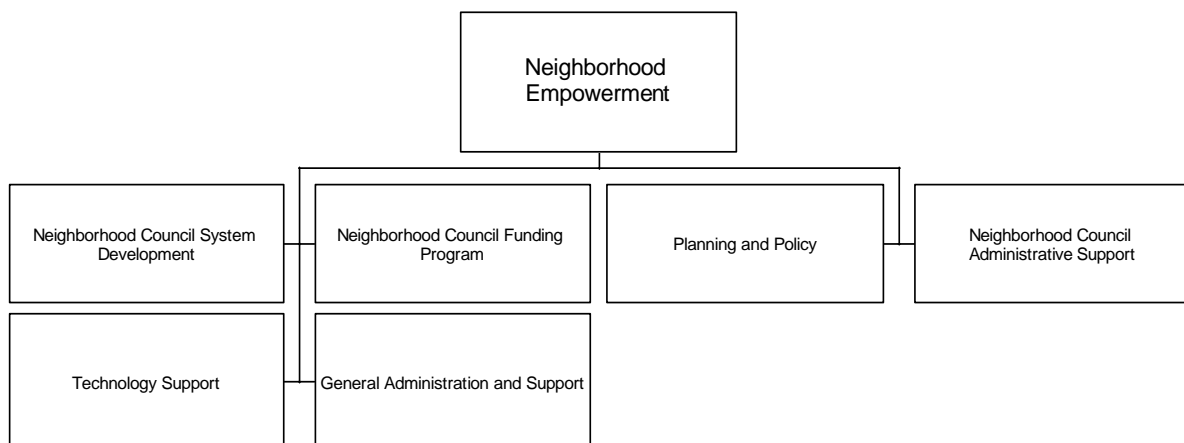 Neighborhood
Empowerment
Neighborhood Council System
Development
Neighborhood Council Funding
Program
Planning and Policy
Neighborhood Council
Administrative Support
Technology Support
General Administration and Support